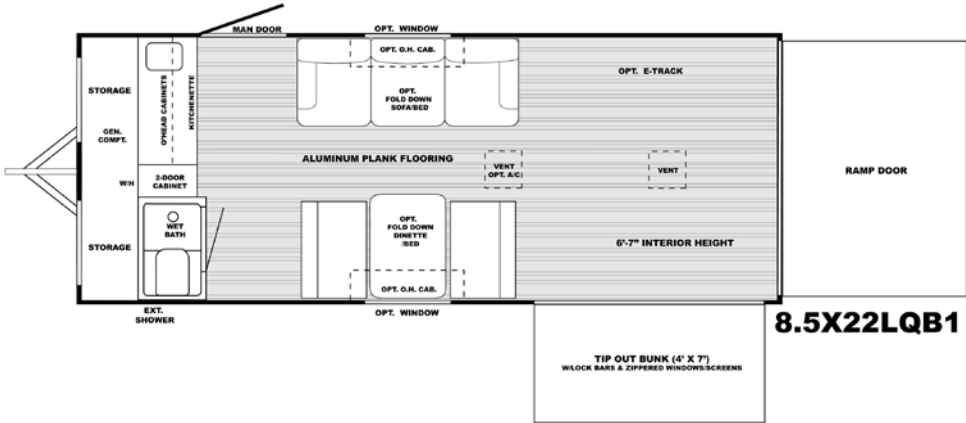 MAN DOOR
OPT. WINDOW
OPT. O.H. CAB.
STORAGE
O'HEAD CABINETS
KITCHENETTE
OPT.
FOLD DOWN
SOFA/BED
OPT. E-TRACK
GEN.
COMPT.
ALUMINUM PLANK FLOORING
VENT
OPT. A/C
VENT
RAMP DOOR
W/H
2-DOOR
CABINET
WET
BATH
OPT.
FOLD DOWN
DINETTE
/BED
STORAGE
6'-7" INTERIOR HEIGHT
OPT. O.H. CAB.
EXT.
SHOWER
OPT. WINDOW
8.5X22LQB1
TIP OUT BUNK (4' X 7')
W/LOCK BARS & ZIPPERED WINDOWS/SCREENS